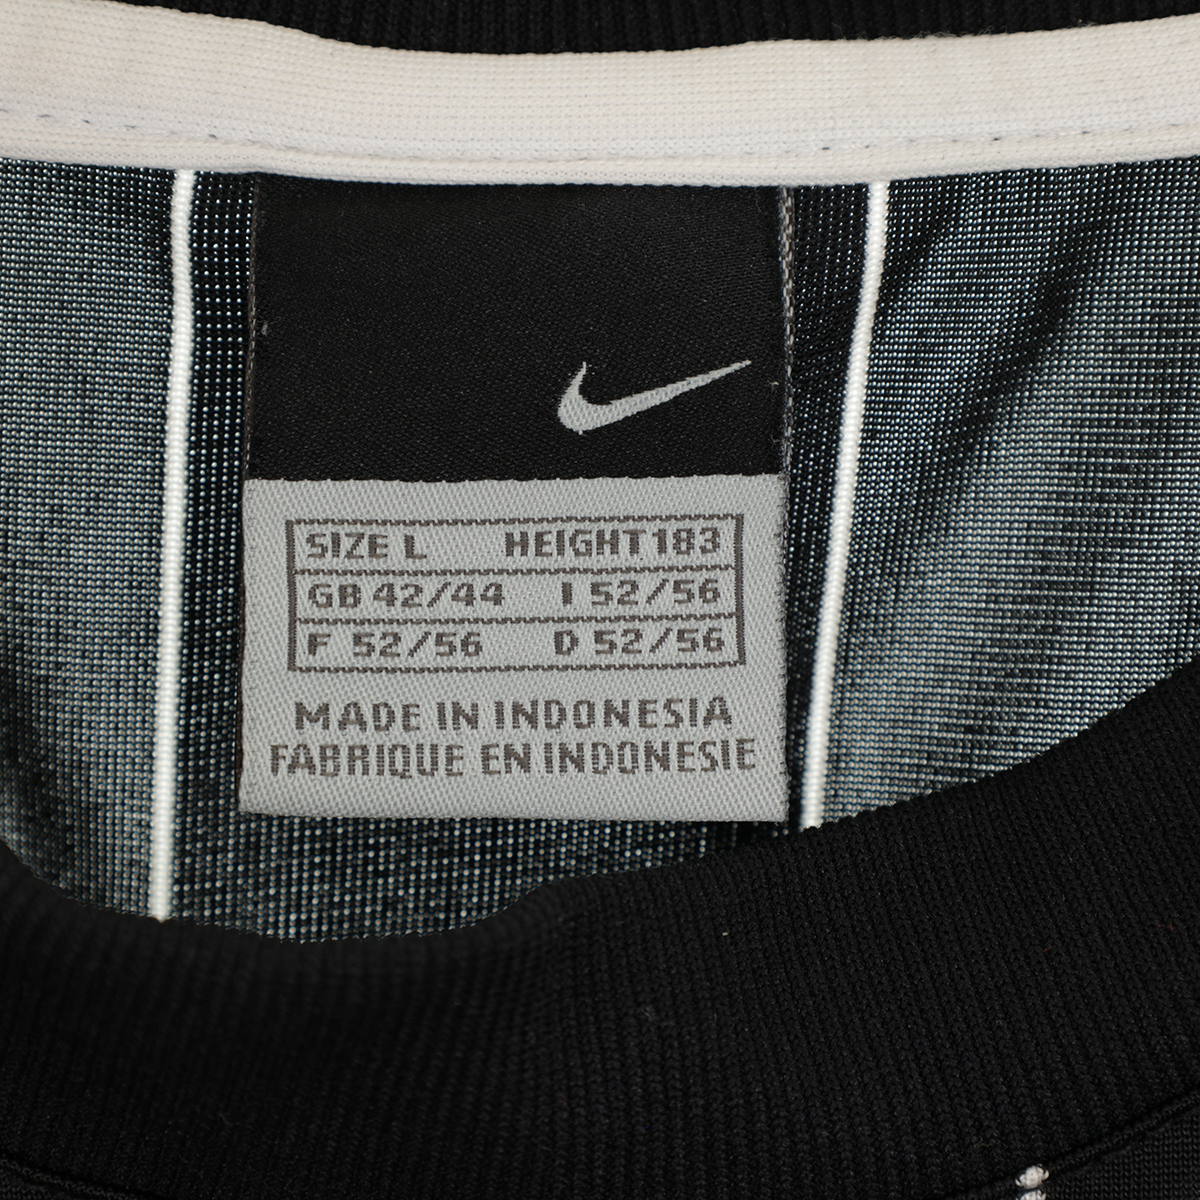 SIZE L HEIGHT 183
GB 42/44 I 52/56
F 52/56 D 52/56
MADE IN INDONESIA
FABRIQUE EN INDONESIE